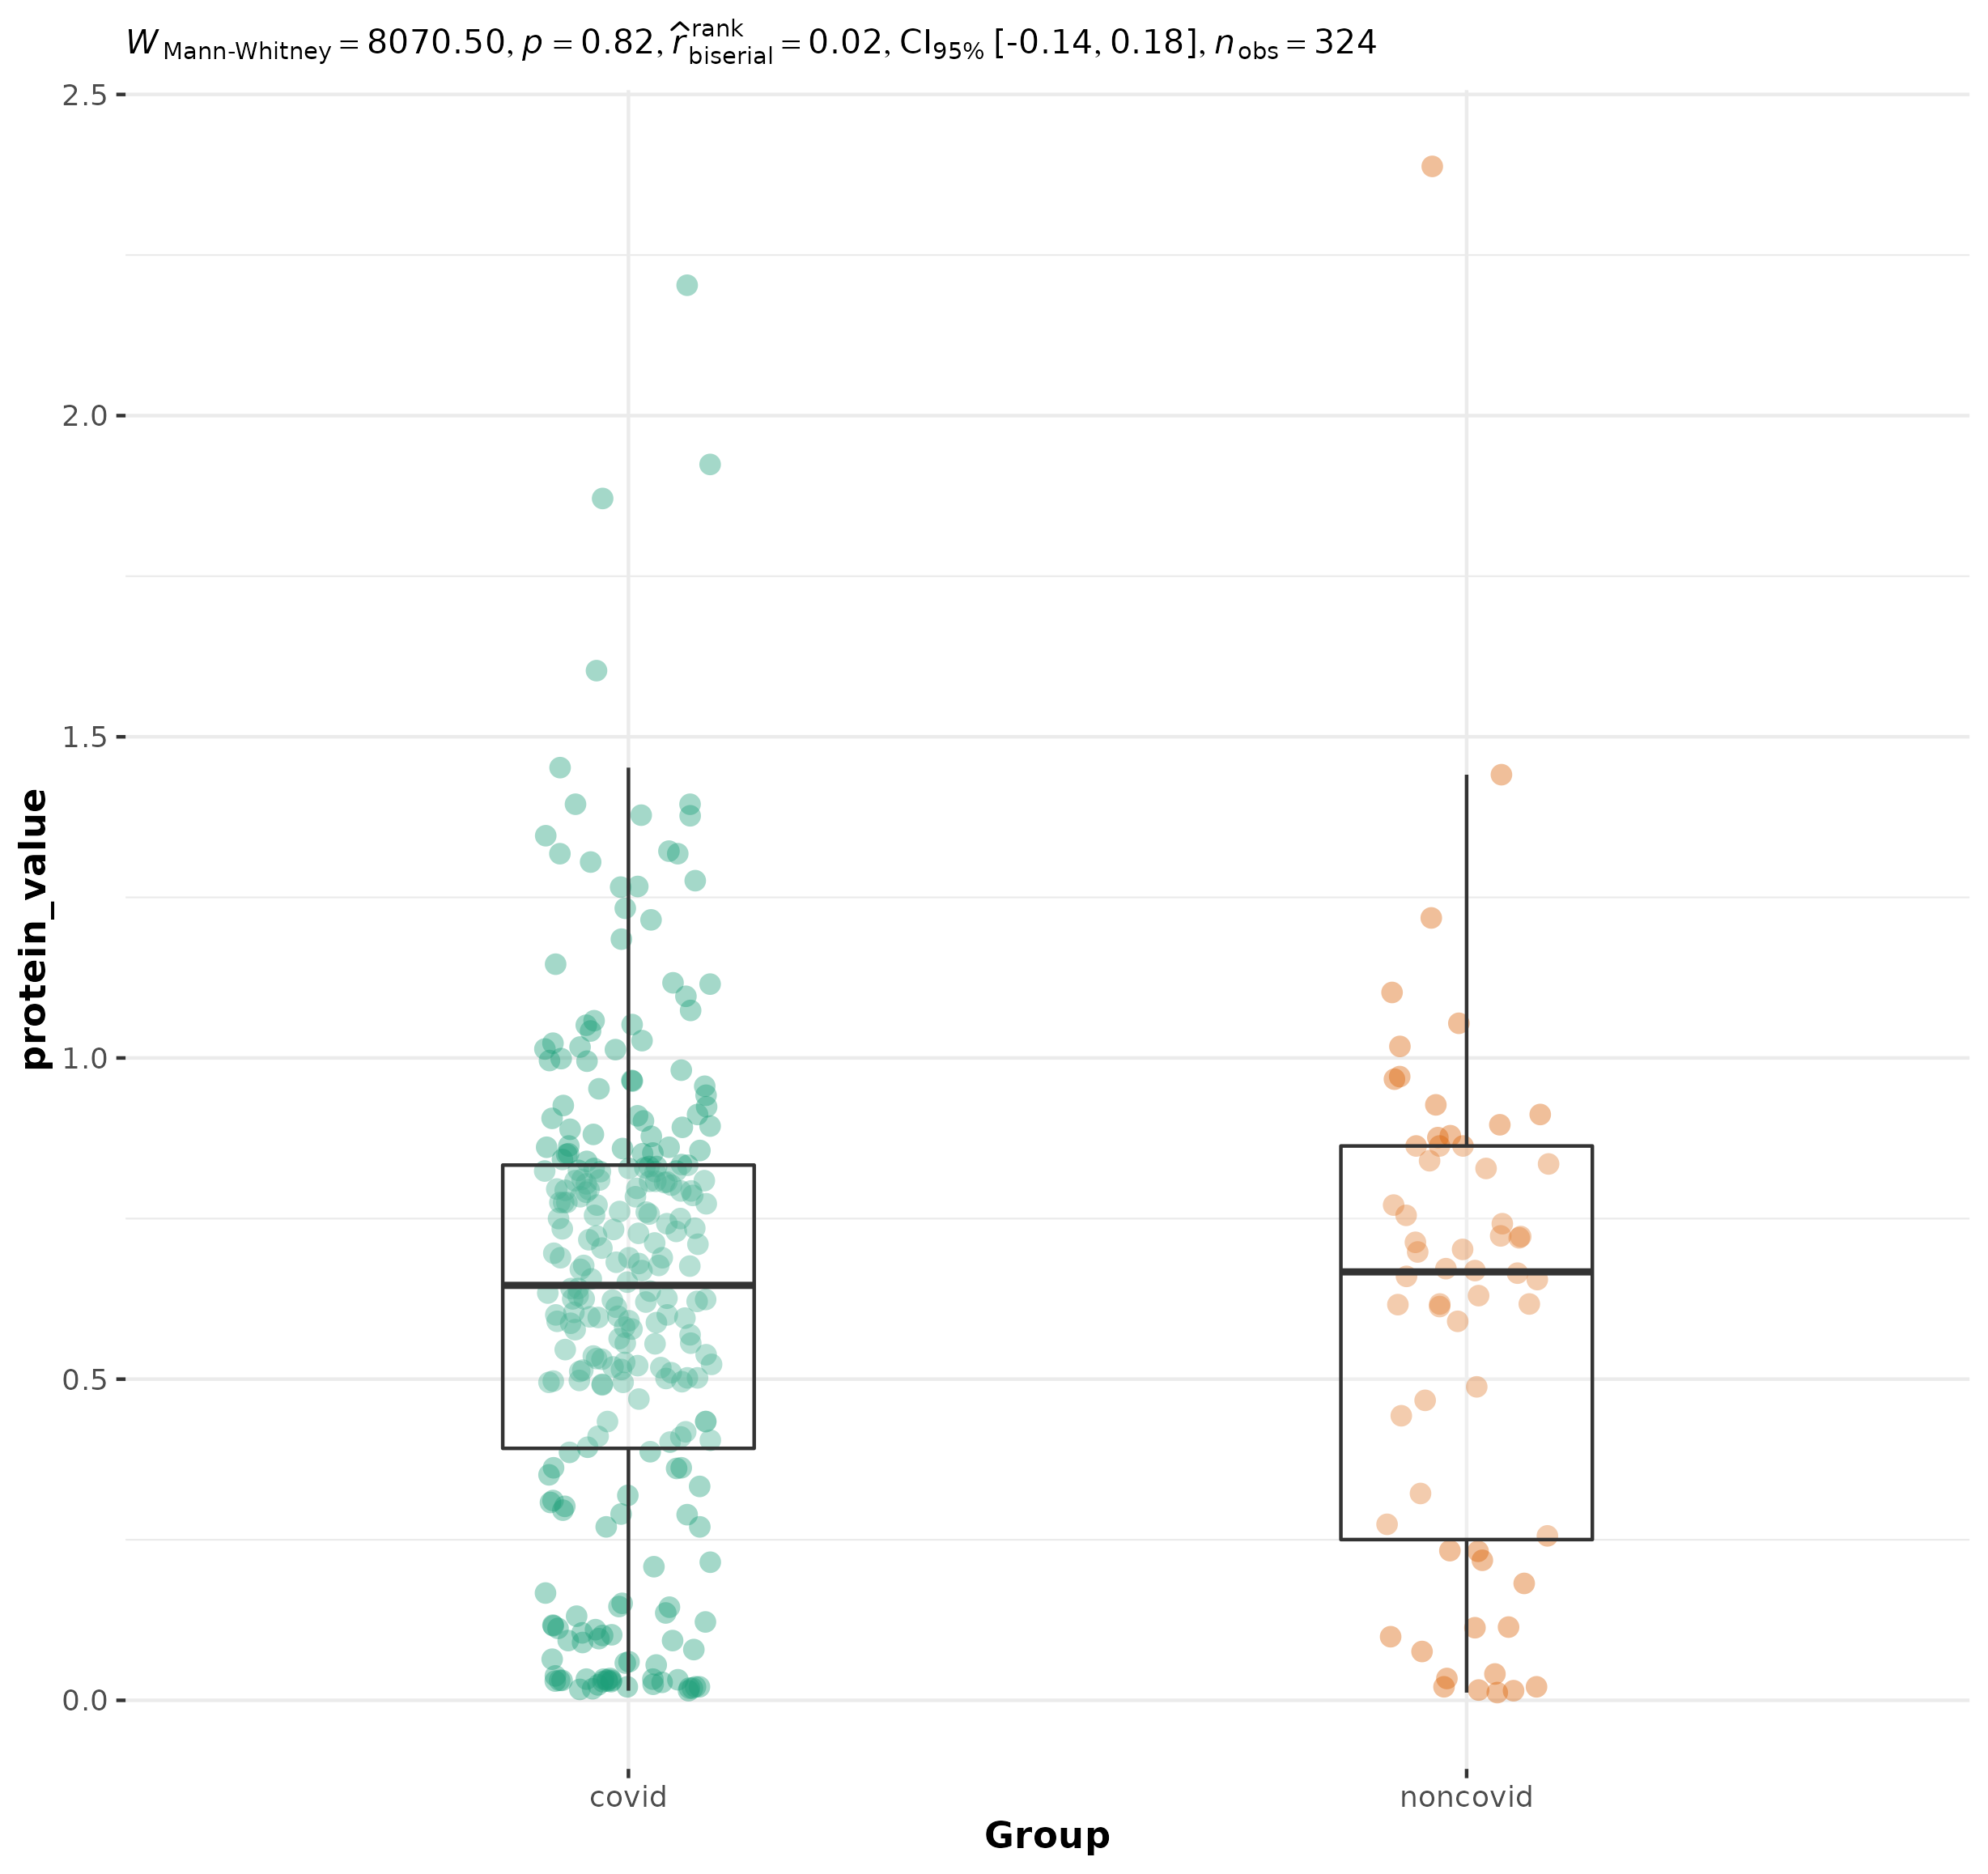 W Mann-Whitney = 8070.50, p = 0.82, r̂ rank biserial = 0.02, CI95% [-0.14, 0.18], n obs = 324
2.5
2.0
1.5
1.0
0.5
0.0
protein_value
covid noncovid
Group